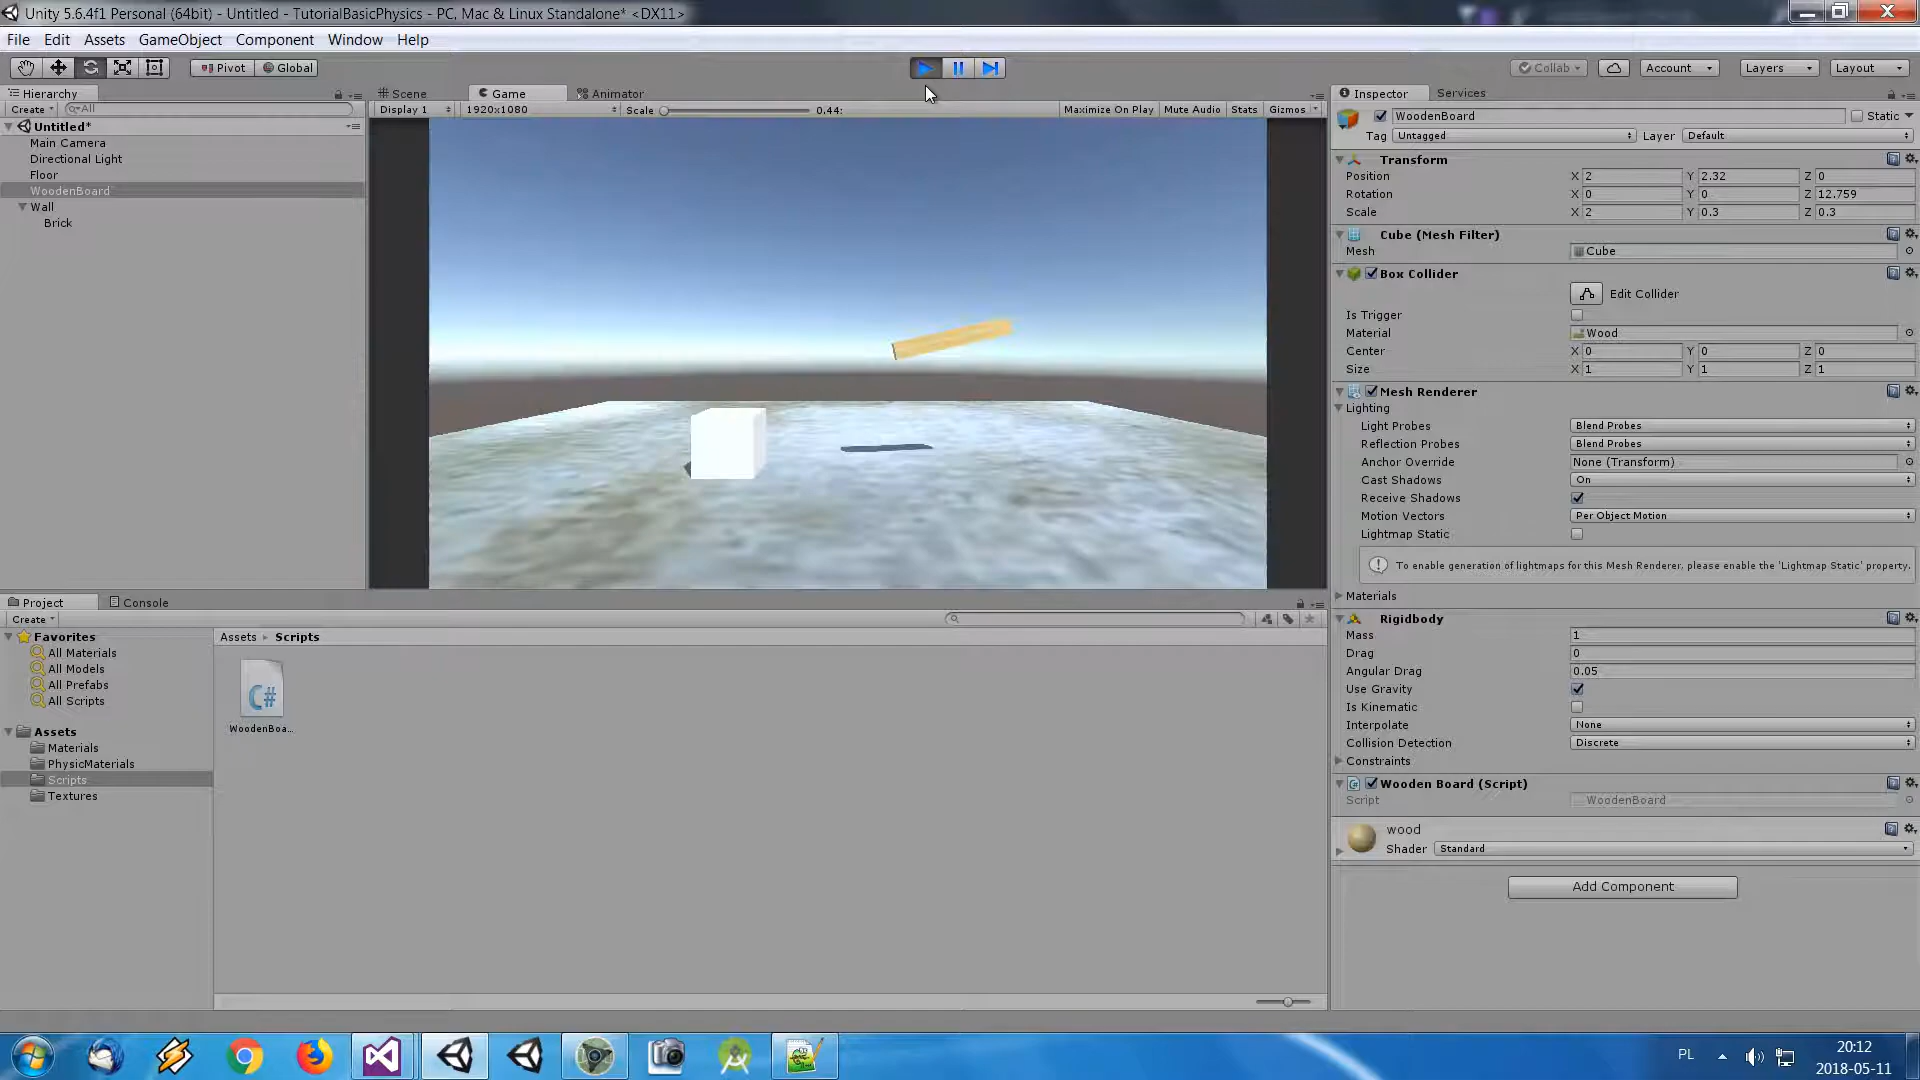 Unity 5.6.4f1 Personal (64bit) - Untitled - TutorialBasicPhysics - PC, Mac & Linux Standalone* <DX11>
File Edit Assets GameObject Component Window Help
Pivot Global
Collab Account Layers Layout
Hierarchy
Create All
Untitled*
Main Camera
Directional Light
Floor
WoodenBoard
Wall
Brick
Scene Game Animator
Display 1 1920x1080 Scale 0.44: Maximize On Play Mute Audio Stats Gizmos
Inspector Services
WoodenBoard Static
Tag Untagged Layer Default
Transform
Position X 2 Y 2.32 Z 0
Rotation X 0 Y 0 Z 12.759
Scale X 2 Y 0.3 Z 0.3
Cube (Mesh Filter)
Mesh Cube
Box Collider
Edit Collider
Is Trigger
Material Wood
Center X 0 Y 0 Z 0
Size X 1 Y 1 Z 1
Mesh Renderer
Lighting
Light Probes Blend Probes
Reflection Probes Blend Probes
Anchor Override None (Transform)
Cast Shadows On
Receive Shadows
Motion Vectors Per Object Motion
Lightmap Static
To enable generation of lightmaps for this Mesh Renderer, please enable the 'Lightmap Static' property.
Materials
Rigidbody
Mass 1
Drag 0
Angular Drag 0.05
Use Gravity
Is Kinematic
Interpolate None
Collision Detection Discrete
Constraints
Wooden Board (Script)
Script WoodenBoard
wood
Shader Standard
Add Component
Project Console
Create
Favorites
All Materials
All Models
All Prefabs
All Scripts
Assets
Materials
PhysicMaterials
Scripts
Textures
Assets Scripts
C#
WoodenBoa...
PL
20:12
2018-05-11